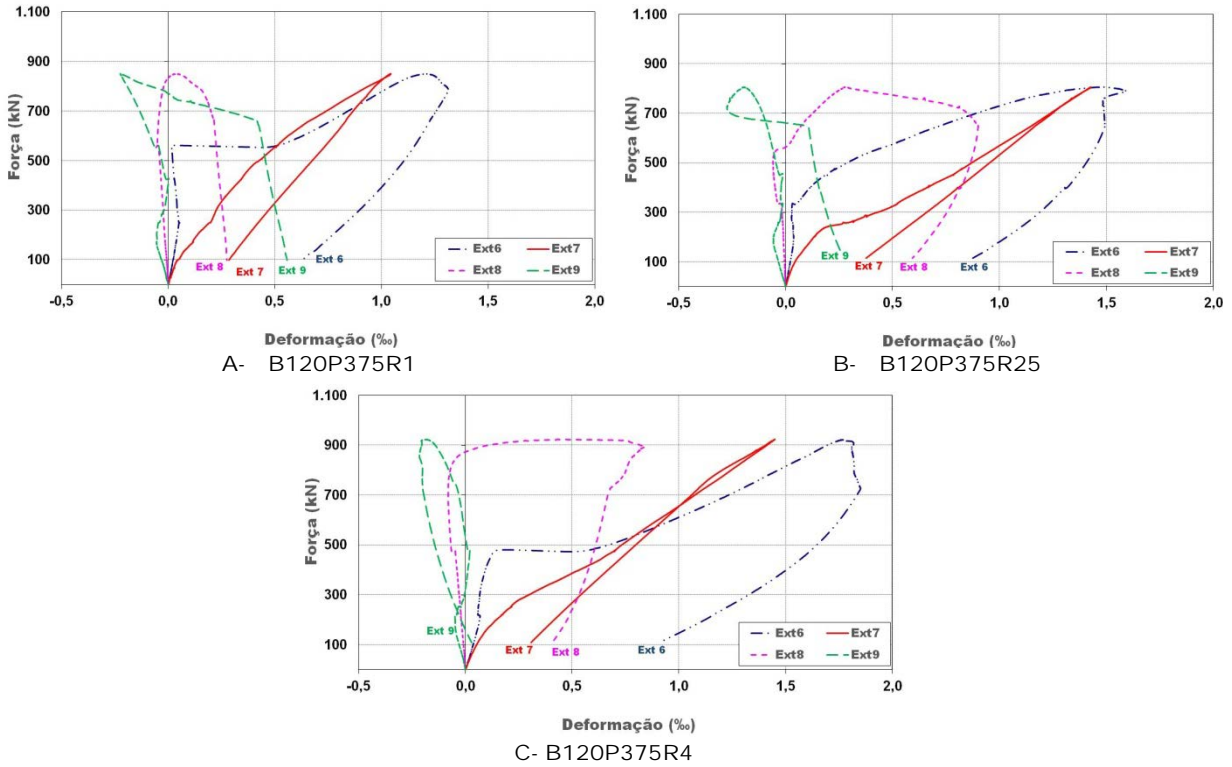 1.100
900
700
500
300
100
Força (kN)
Ext 8
Ext 7
Ext 9
Ext 6
Ext6
Ext7
Ext8
Ext9
-0,5
0,0
0,5
1,0
1,5
2,0
Deformação (‰)
A- B120P375R1
1.100
900
700
500
300
100
Força (kN)
Ext 9
Ext 7
Ext 8
Ext 6
Ext6
Ext7
Ext8
Ext9
-0,5
0,0
0,5
1,0
1,5
2,0
Deformação (‰)
B- B120P375R25
1.100
900
700
500
300
100
Força (kN)
Ext 9
Ext 7
Ext 8
Ext 6
Ext6
Ext7
Ext8
Ext9
-0,5
0,0
0,5
1,0
1,5
2,0
Deformação (‰)
C- B120P375R4